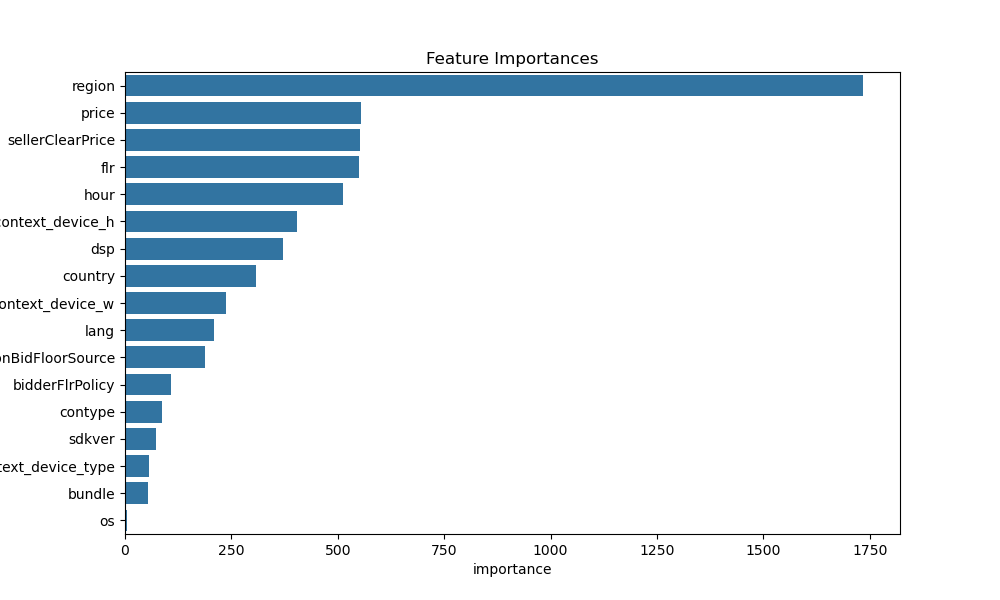 Feature Importances
region
price
sellerClearPrice
flr
hour
context_device_h
dsp
country
ontext_device_w
lang
onBidFloorSource
bidderFlrPolicy
contype
sdkver
text_device_type
bundle
os
0 250 500 750 1000 1250 1500 1750
importance